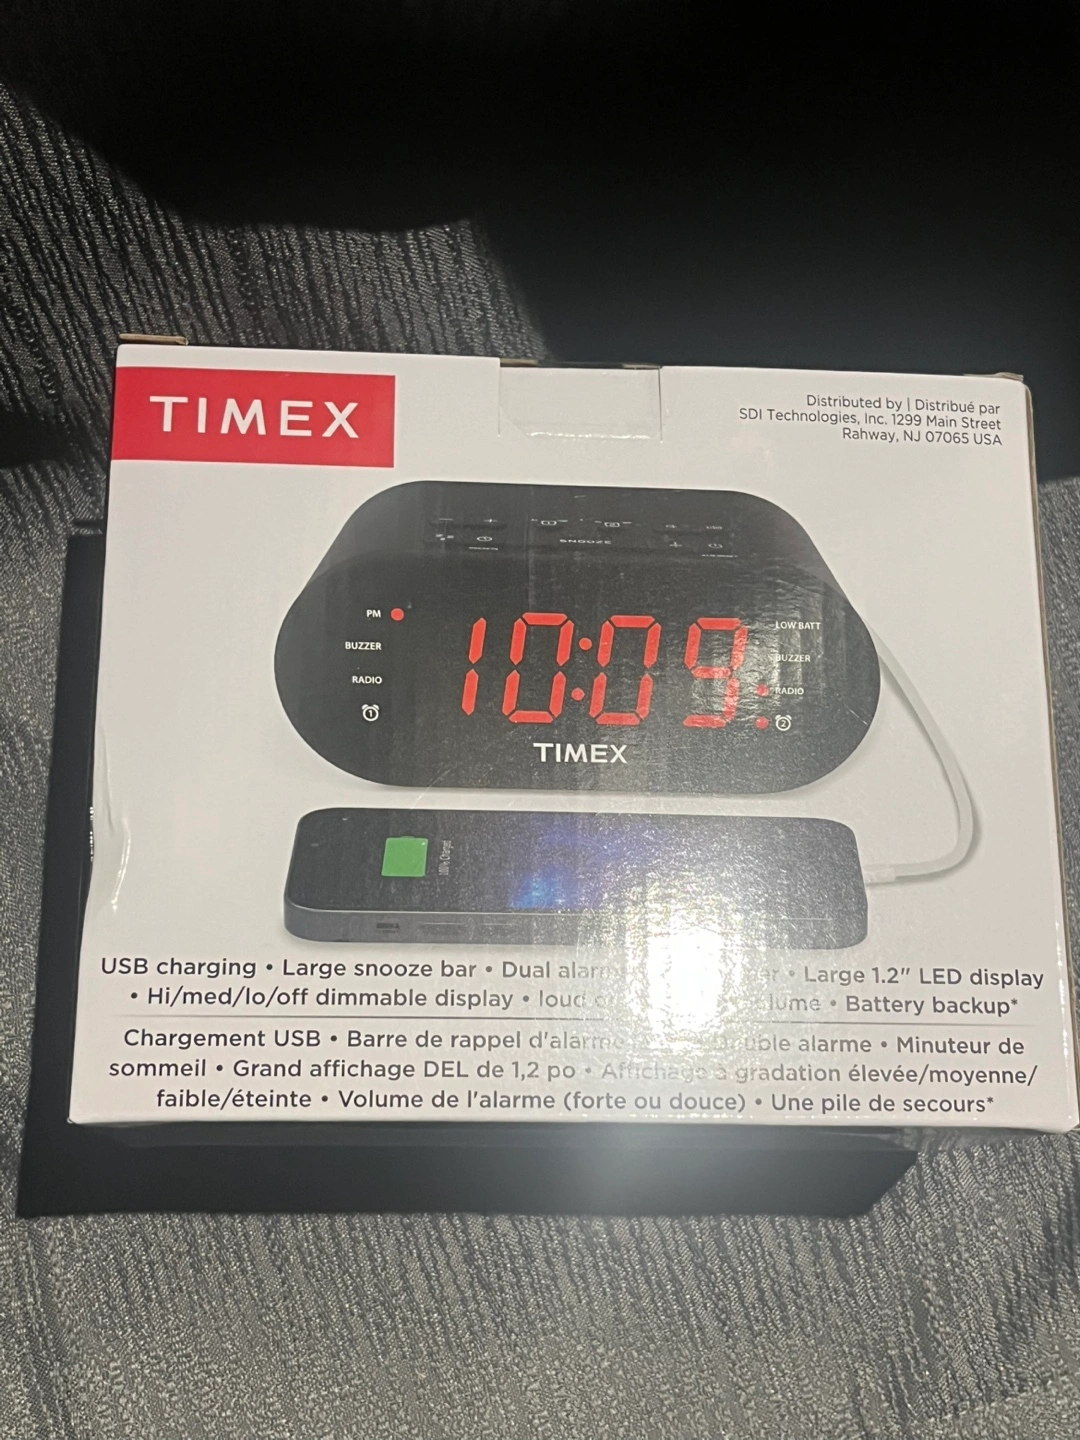 TIMEX
Distributed by | Distribué par
SDI Technologies, Inc. 1299 Main Street
Rahway, NJ 07065 USA
SNOOZE
PM
BUZZER
RADIO
1
10:09
LOW BATT
BUZZER
RADIO
2
TIMEX
USB charging • Large snooze bar • Dual alarm • Large 1.2" LED display
• Hi/med/lo/off dimmable display • loud • Battery backup*
Chargement USB • Barre de rappel d'alarme alarme • Minuteur de
sommeil • Grand affichage DEL de 1,2 po • Affichage à gradation élevée/moyenne/
faible/éteinte • Volume de l'alarme (forte ou douce) • Une pile de secours*